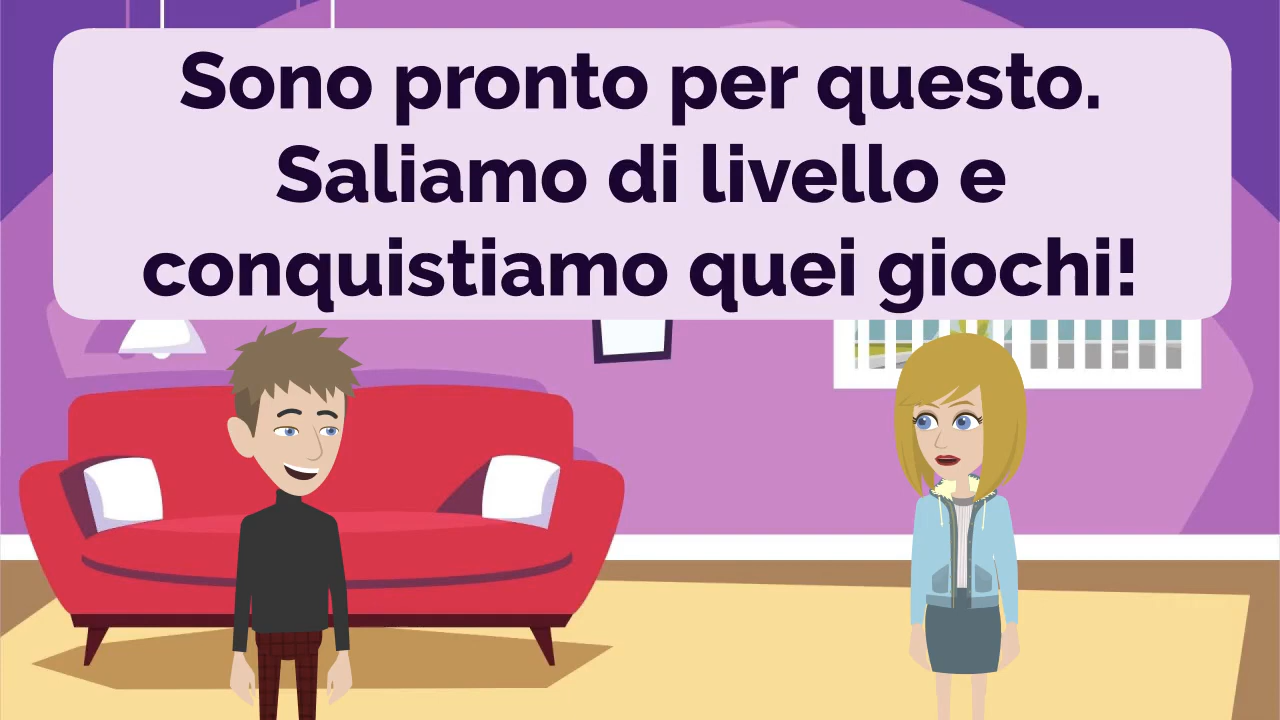 Sono pronto per questo.
Saliamo di livello e
conquistiamo quei giochi!